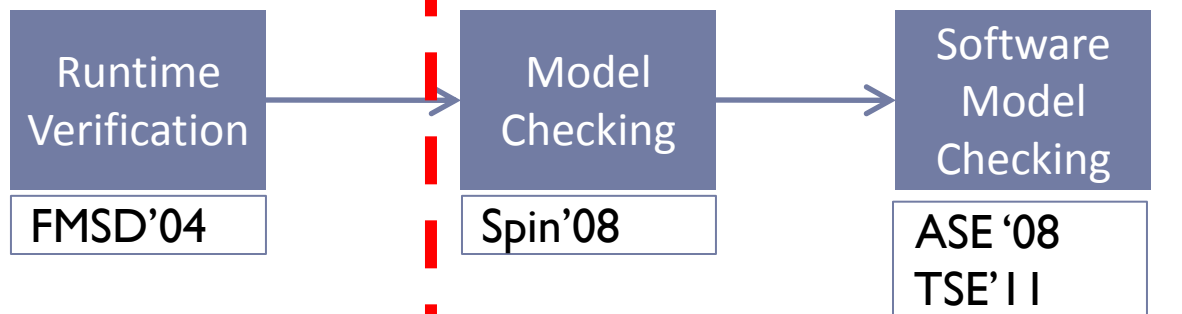 Runtime
Verification
FMSD'04
Model
Checking
Spin'08
Software
Model
Checking
ASE ‘08
TSE’11